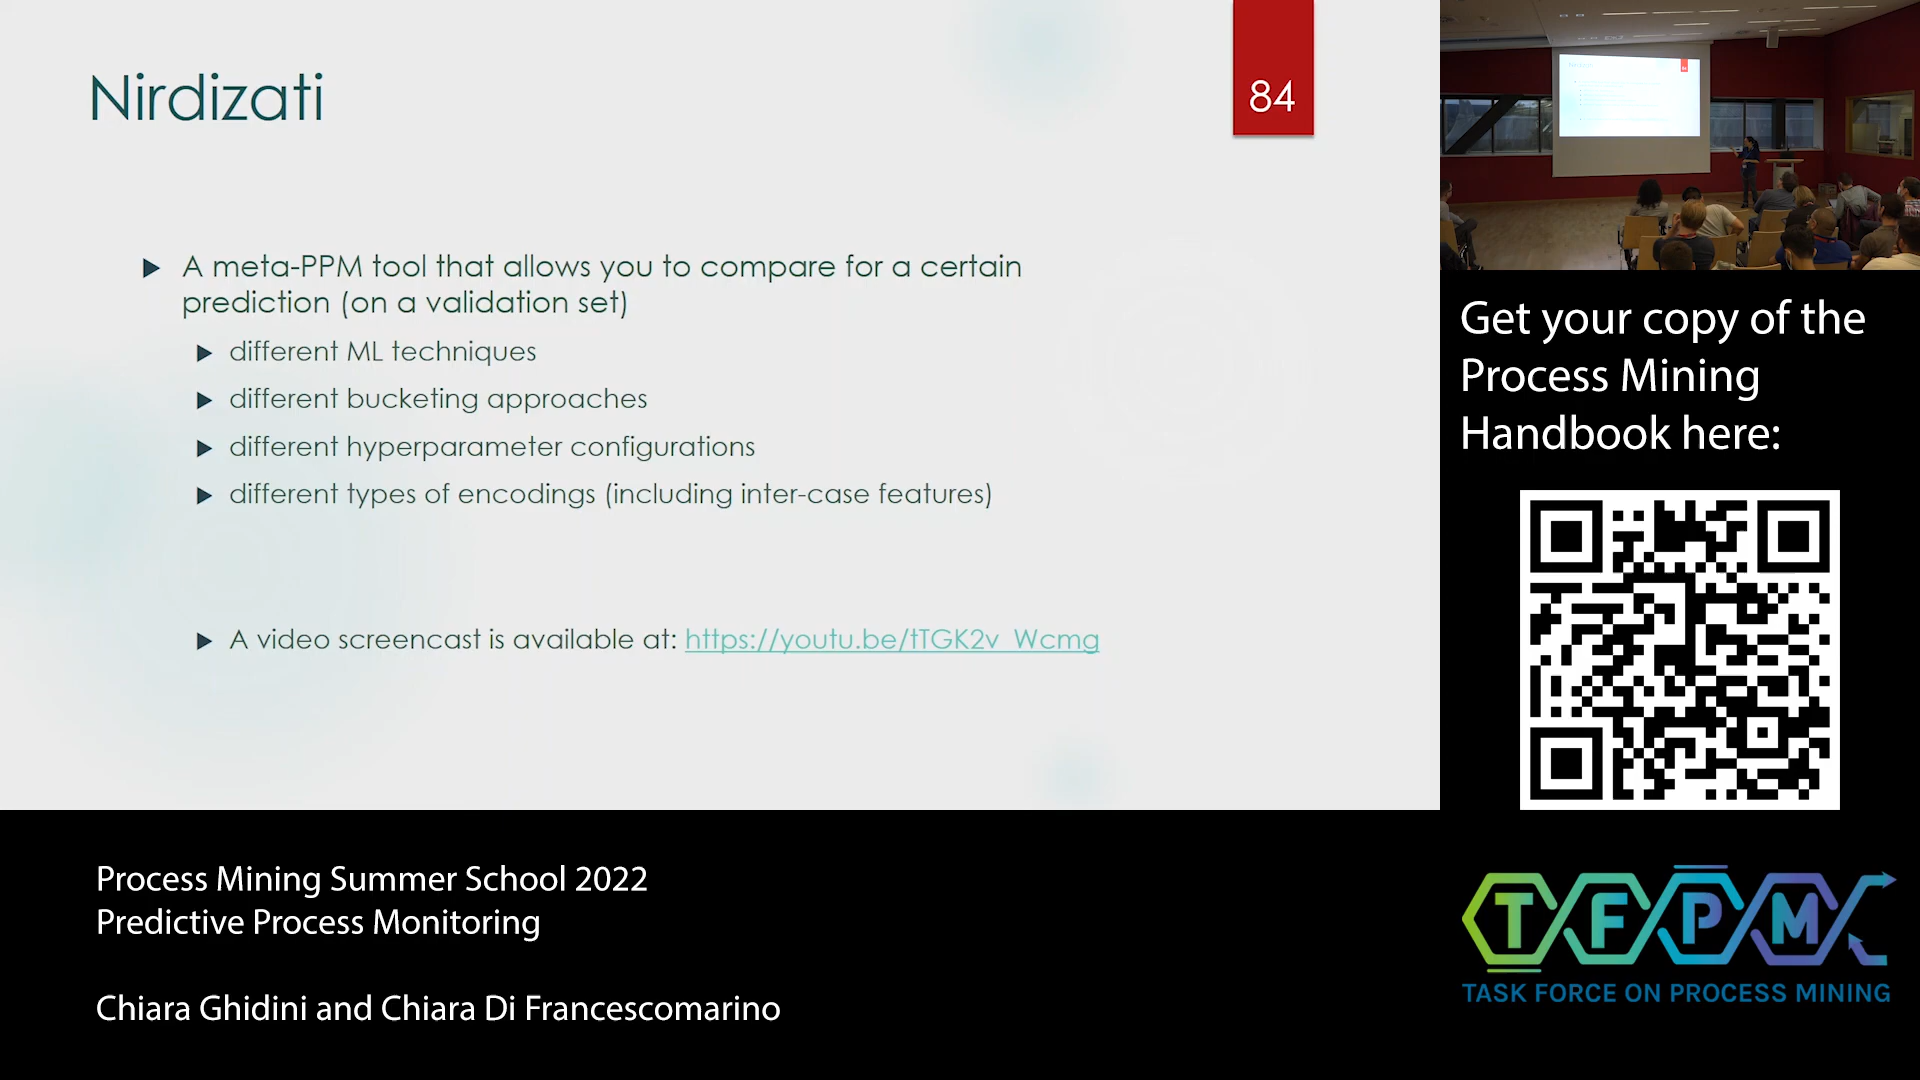 Nirdizati
84
A meta-PPM tool that allows you to compare for a certain
prediction (on a validation set)
different ML techniques
different bucketing approaches
different hyperparameter configurations
different types of encodings (including inter-case features)
A video screencast is available at: https://youtu.be/tTGK2v_Wcmg
Get your copy of the
Process Mining
Handbook here:
Process Mining Summer School 2022
Predictive Process Monitoring
Chiara Ghidini and Chiara Di Francescomarino
TFPM
TASK FORCE ON PROCESS MINING